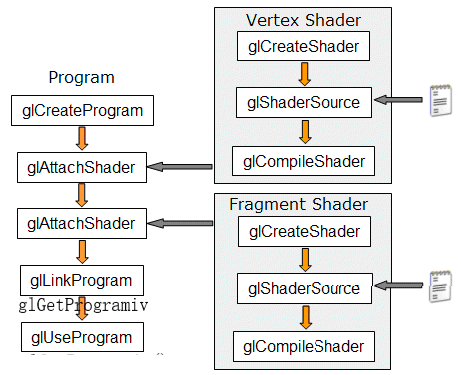 Program
glCreateProgram
glAttachShader
glAttachShader
glLinkProgram
glGetProgramiv
glUseProgram
Vertex Shader
glCreateShader
glShaderSource
glCompileShader
Fragment Shader
glCreateShader
glShaderSource
glCompileShader